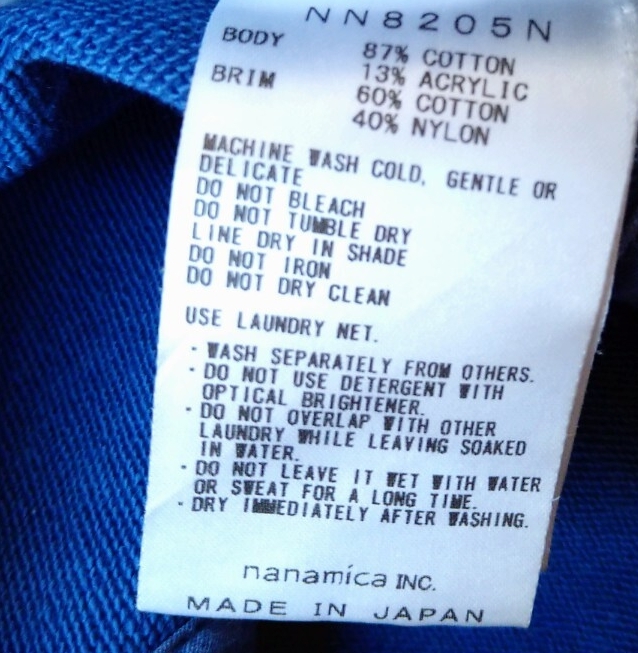 NN8205N
BODY 87% COTTON
13% ACRYLIC
BRIM 60% COTTON
40% NYLON
MACHINE WASH COLD, GENTLE OR
DELICATE
DO NOT BLEACH
DO NOT TUMBLE DRY
LINE DRY IN SHADE
DO NOT IRON
DO NOT DRY CLEAN
USE LAUNDRY NET.
· WASH SEPARATELY FROM OTHERS.
· DO NOT USE DETERGENT WITH
OPTICAL BRIGHTENER.
· DO NOT OVERLAP WITH OTHER
LAUNDRY WHILE LEAVING SOAKED
IN WATER.
· DO NOT LEAVE IT WET WITH WATER
OR SWEAT FOR A LONG TIME.
· DRY IMMEDIATELY AFTER WASHING.
nanamica INC.
MADE IN JAPAN